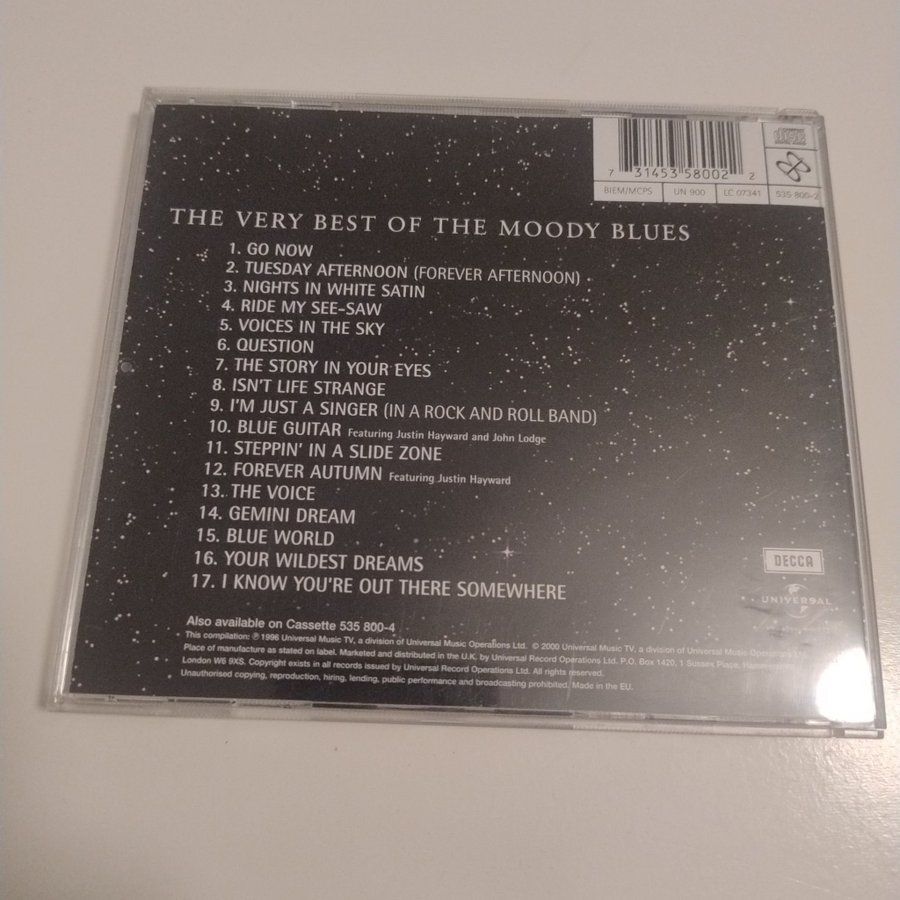 7 31453 58002 2
BIEM/MCPS UN 900 LC 07341 535 800-2
THE VERY BEST OF THE MOODY BLUES
1. GO NOW
2. TUESDAY AFTERNOON (FOREVER AFTERNOON)
3. NIGHTS IN WHITE SATIN
4. RIDE MY SEE-SAW
5. VOICES IN THE SKY
6. QUESTION
7. THE STORY IN YOUR EYES
8. ISN'T LIFE STRANGE
9. I'M JUST A SINGER (IN A ROCK AND ROLL BAND)
10. BLUE GUITAR Featuring Justin Hayward and John Lodge
11. STEPPIN' IN A SLIDE ZONE
12. FOREVER AUTUMN Featuring Justin Hayward
13. THE VOICE
14. GEMINI DREAM
15. BLUE WORLD
16. YOUR WILDEST DREAMS
17. I KNOW YOU'RE OUT THERE SOMEWHERE
DECCA
UNIVERSAL
Also available on Cassette 535 800-4
This compilation: ℗ 1996 Universal Music TV, a division of Universal Music Operations Ltd. © 2000 Universal Music TV, a division of Universal Music Operations
Place of manufacture as stated on label. Marketed and distributed in the U.K. by Universal Record Operations Ltd. P.O. Box 1420, 1 Sussex Place,
London W6 9XS. Copyright exists in all records issued by Universal Record Operations Ltd. All rights reserved.
Unauthorised copying, reproduction, hiring, lending, public performance and broadcasting prohibited. Made in the EU.